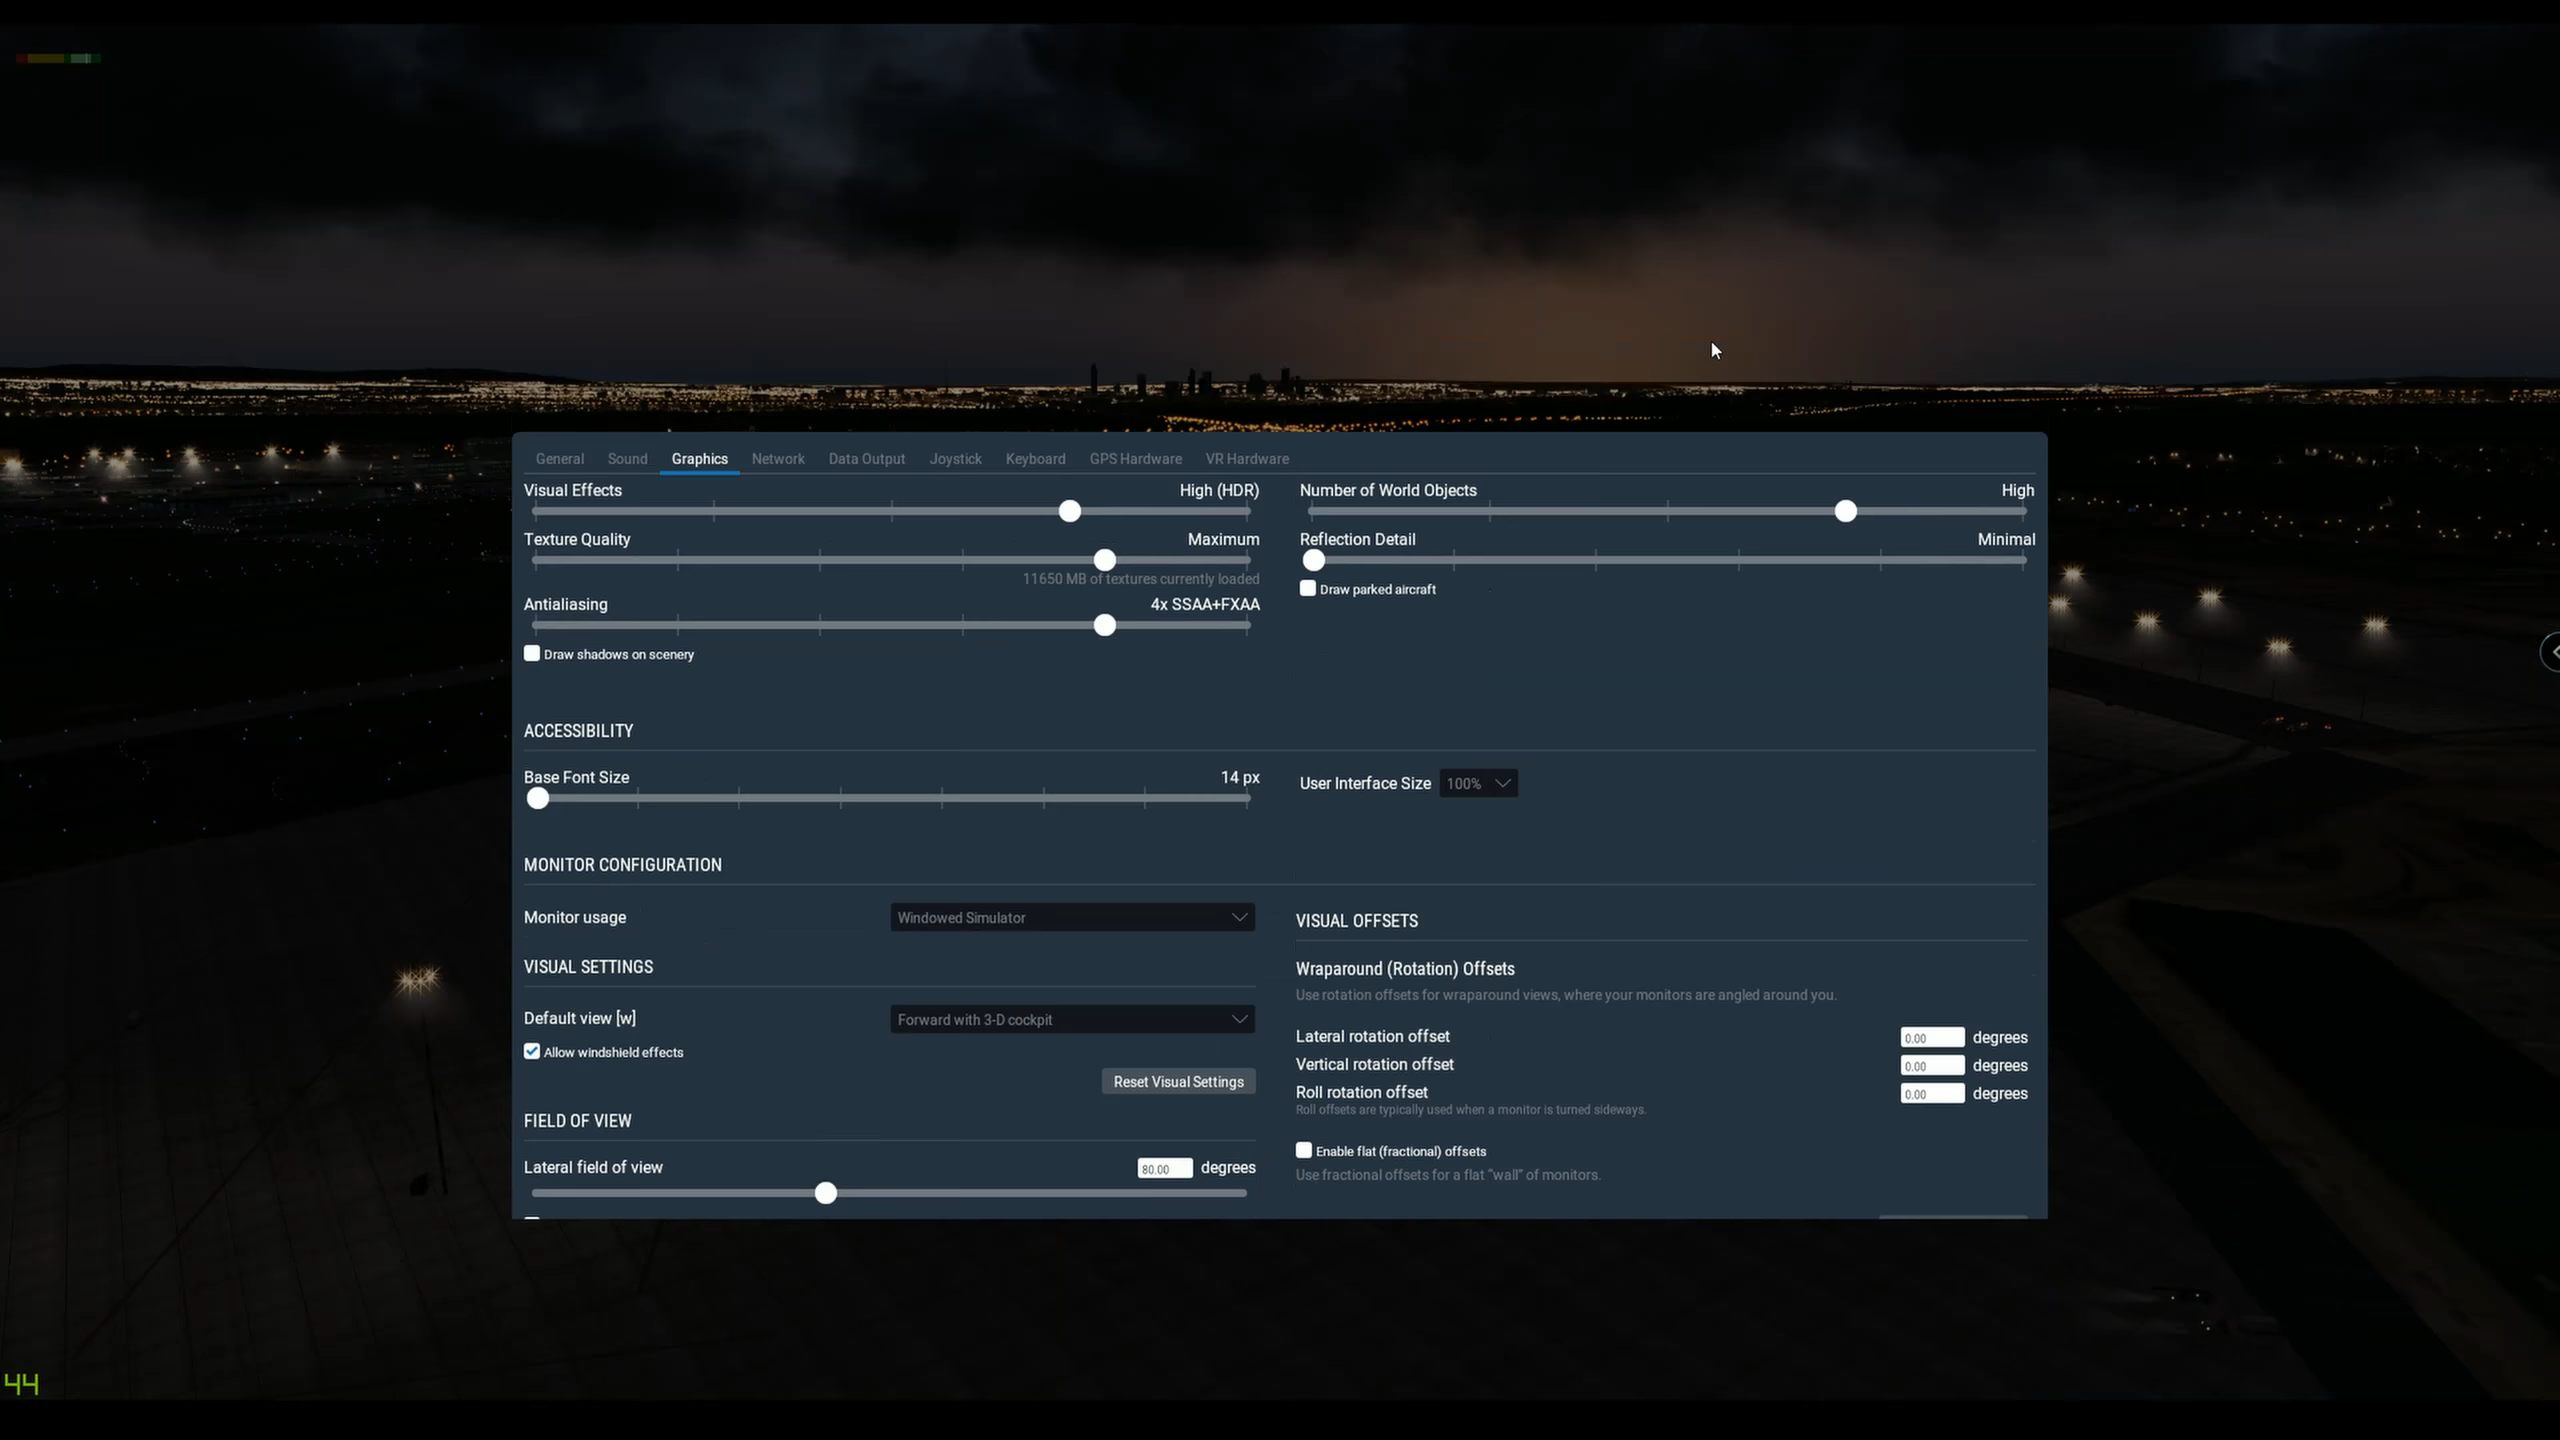 General Sound Graphics Network Data Output Joystick Keyboard GPS Hardware VR Hardware
Visual Effects High (HDR)
Number of World Objects High
Texture Quality Maximum
Reflection Detail Minimal
11650 MB of textures currently loaded
Draw parked aircraft
Antialiasing 4x SSAA+FXAA
Draw shadows on scenery
ACCESSIBILITY
Base Font Size 14 px
User Interface Size 100%
MONITOR CONFIGURATION
Monitor usage Windowed Simulator
VISUAL SETTINGS
Default view [w] Forward with 3-D cockpit
Allow windshield effects
Reset Visual Settings
FIELD OF VIEW
Lateral field of view 80.00 degrees
VISUAL OFFSETS
Wraparound (Rotation) Offsets
Use rotation offsets for wraparound views, where your monitors are angled around you.
Lateral rotation offset 0.00 degrees
Vertical rotation offset 0.00 degrees
Roll rotation offset 0.00 degrees
Roll offsets are typically used when a monitor is turned sideways.
Enable flat (fractional) offsets
Use fractional offsets for a flat “wall” of monitors.
44